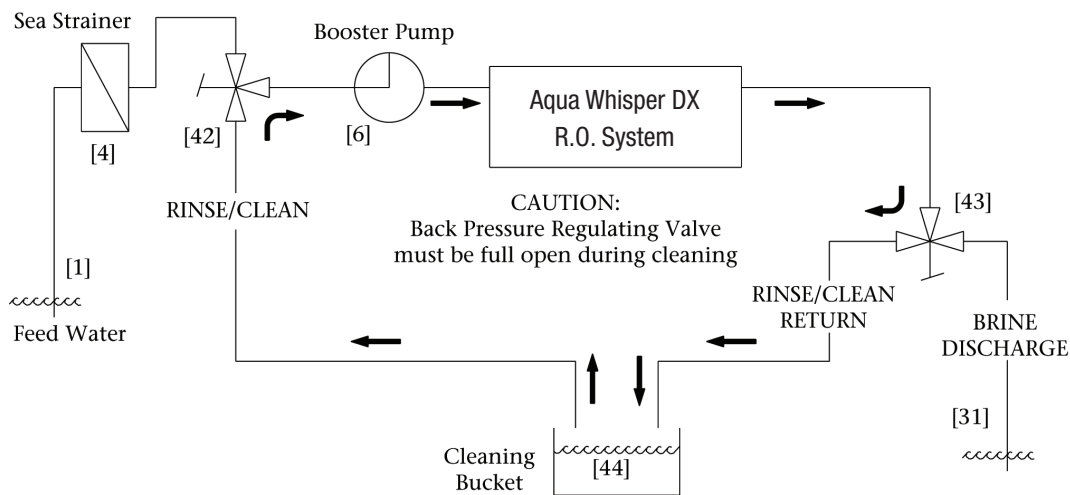 Sea Strainer
Booster Pump
Aqua Whisper DX
R.O. System
[42]
[6]
[4]
[43]
RINSE/CLEAN
CAUTION:
Back Pressure Regulating Valve
must be full open during cleaning
[1]
Feed Water
RINSE/CLEAN
RETURN
BRINE
DISCHARGE
[31]
Cleaning
Bucket
[44]